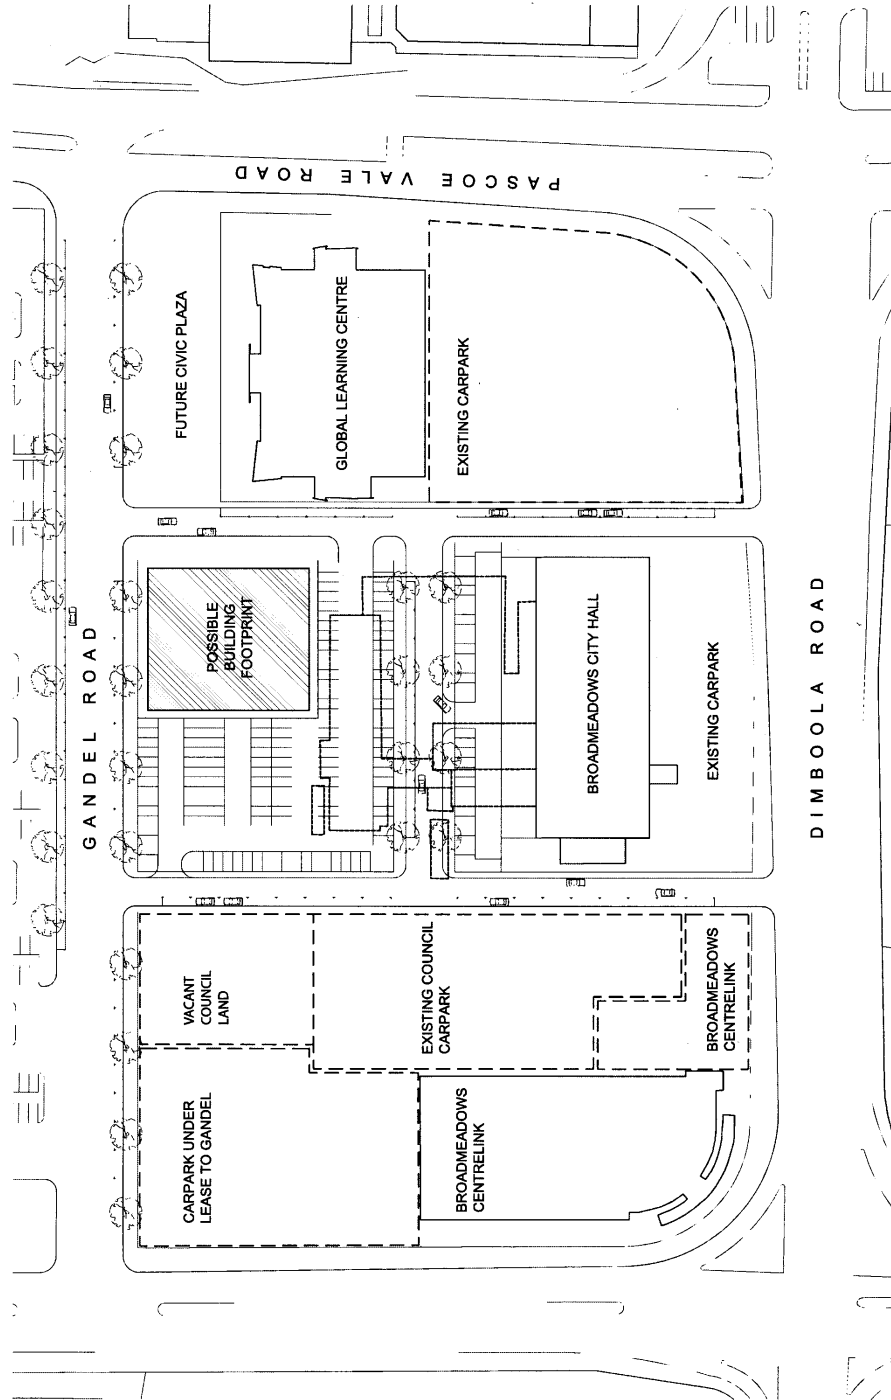 PASCOE VALE ROAD
FUTURE CIVIC PLAZA
GLOBAL LEARNING CENTRE
EXISTING CARPARK
GANDEL ROAD
POSSIBLE
BUILDING
FOOTPRINT
BROADMEADOWS CITY HALL
EXISTING CARPARK
DIMBOOLA ROAD
VACANT
COUNCIL
LAND
EXISTING COUNCIL
CARPARK
BROADMEADOWS
CENTRELINK
CARPARK UNDER
LEASE TO GANDEL
BROADMEADOWS
CENTRELINK